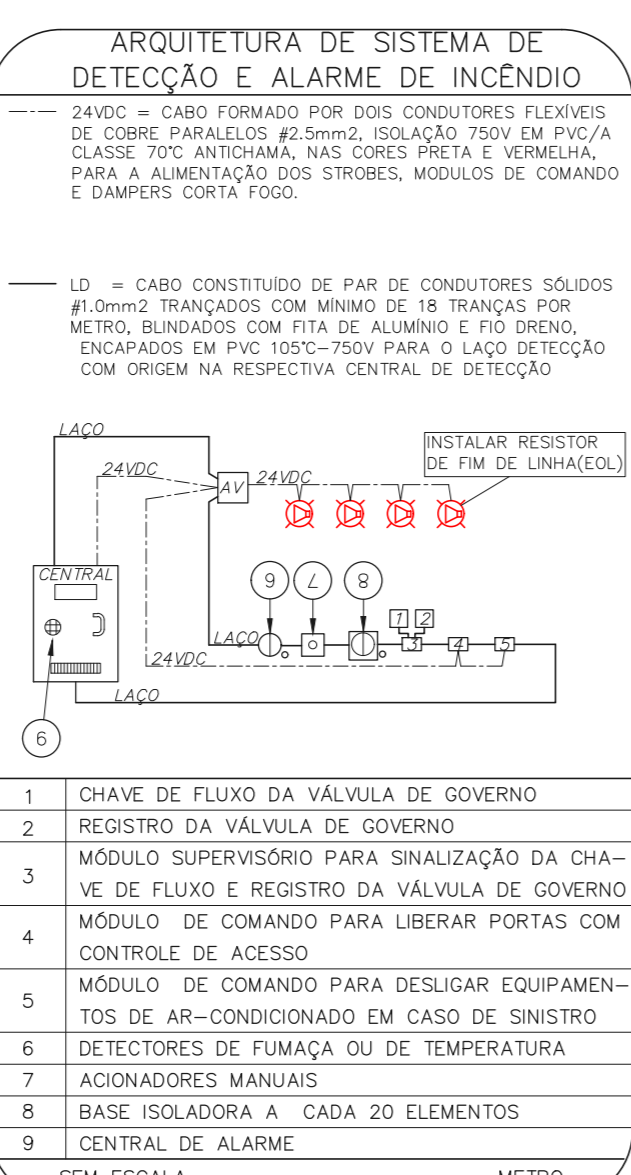 ARQUITETURA DE SISTEMA DE
DETECÇÃO E ALARME DE INCÊNDIO
24VDC = CABO FORMADO POR DOIS CONDUTORES FLEXÍVEIS
DE COBRE PARALELOS #2.5mm2, ISOLAÇÃO 750V EM PVC/A
CLASSE 70°C ANTICHAMA, NAS CORES PRETA E VERMELHA,
PARA A ALIMENTAÇÃO DOS STROBES, MODULOS DE COMANDO
E DAMPERS CORTA FOGO.
LD = CABO CONSTITUÍDO DE PAR DE CONDUTORES SÓLIDOS
#1.0mm2 TRANÇADOS COM MÍNIMO DE 18 TRANÇAS POR
METRO, BLINDADOS COM FITA DE ALUMÍNIO E FIO DRENO,
ENCAPADOS EM PVC 105°C-750V PARA O LAÇO DETECÇÃO
COM ORIGEM NA RESPECTIVA CENTRAL DE DETECÇÃO
LAÇO
INSTALAR RESISTOR
DE FIM DE LINHA(EOL)
24VDC
AV
24VDC
CENTRAL
6
7
8
1
2
LAÇO
3
4
5
24VDC
LAÇO
9
1 CHAVE DE FLUXO DA VÁLVULA DE GOVERNO
2 REGISTRO DA VÁLVULA DE GOVERNO
3 MÓDULO SUPERVISÓRIO PARA SINALIZAÇÃO DA CHA-
VE DE FLUXO E REGISTRO DA VÁLVULA DE GOVERNO
4 MÓDULO DE COMANDO PARA LIBERAR PORTAS COM
CONTROLE DE ACESSO
5 MÓDULO DE COMANDO PARA DESLIGAR EQUIPAMEN-
TOS DE AR-CONDICIONADO EM CASO DE SINISTRO
6 DETECTORES DE FUMAÇA OU DE TEMPERATURA
7 ACIONADORES MANUAIS
8 BASE ISOLADORA A CADA 20 ELEMENTOS
9 CENTRAL DE ALARME
SEM ESCALA METRO